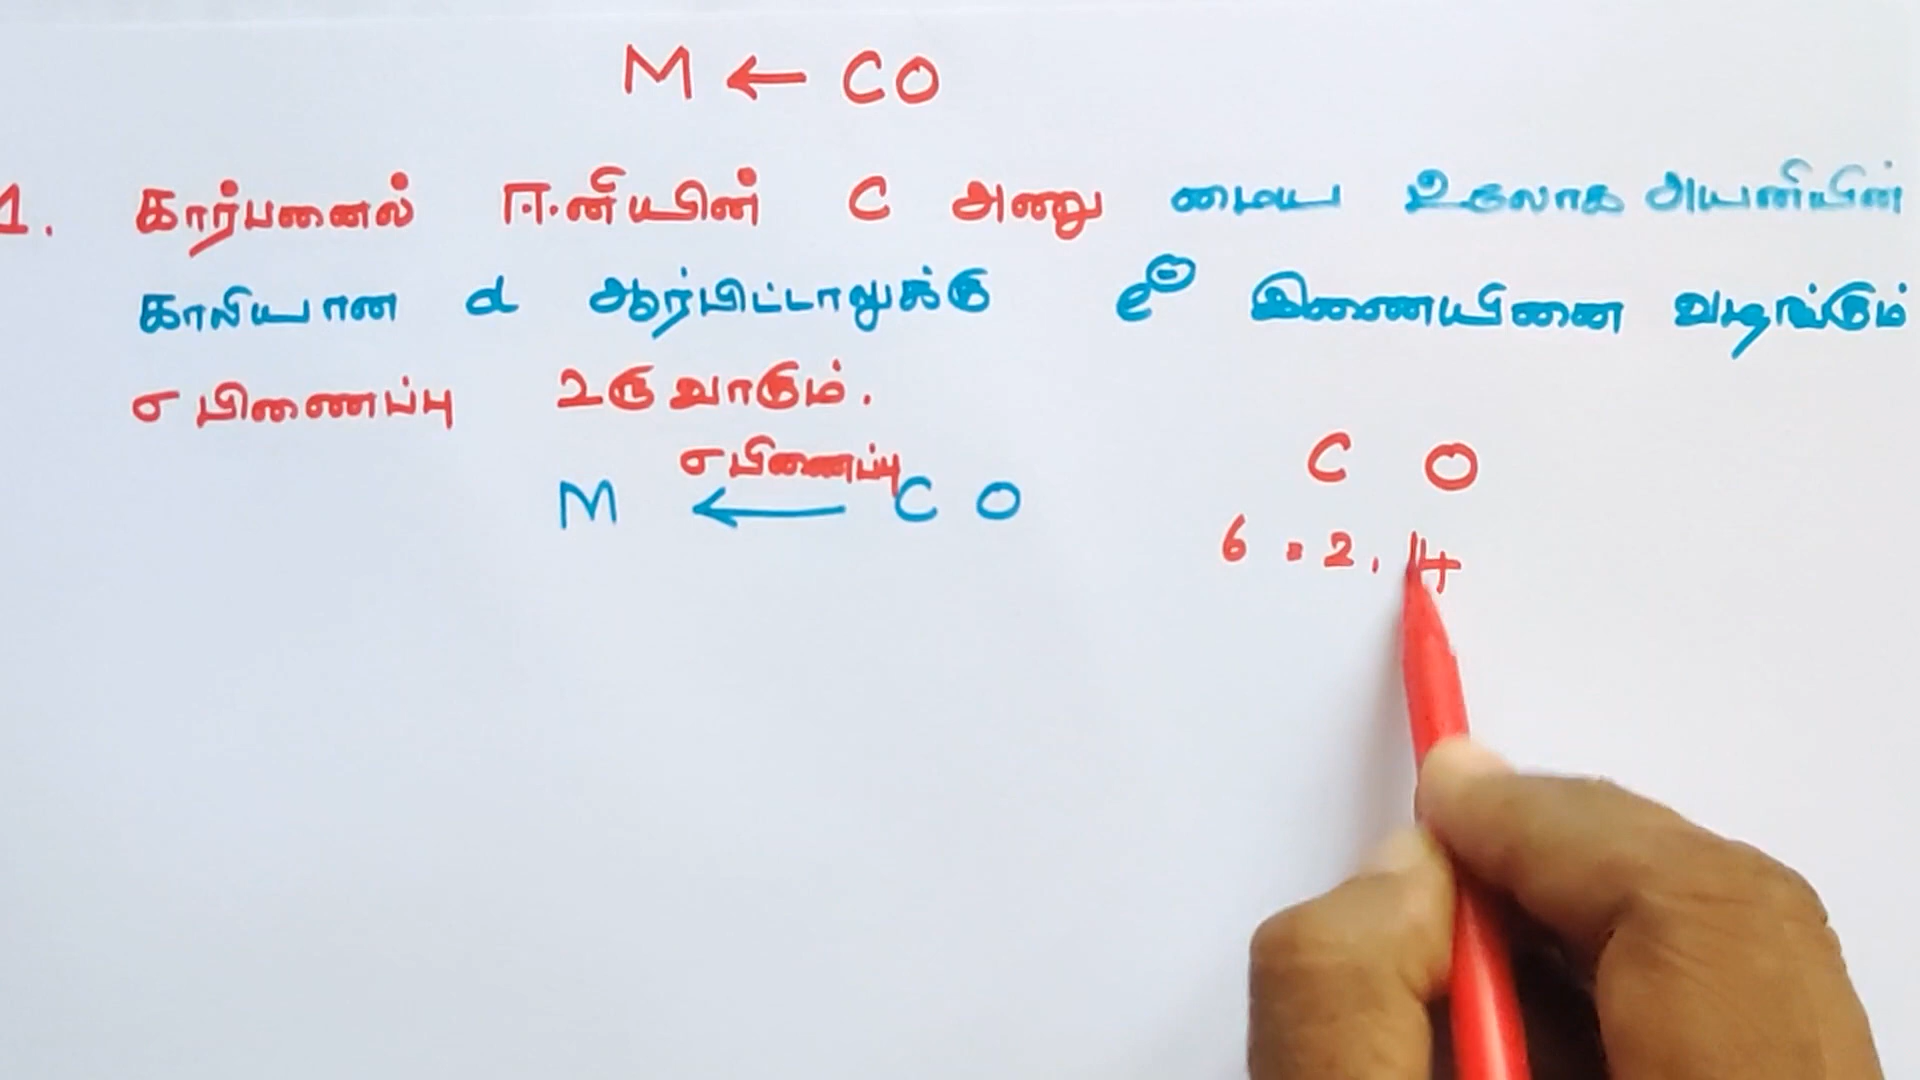 M ← CO
1. கார்பனைல் ஈனியின் C அணு மைய உலோக அயனியின்
காலியான d ஆர்பிட்டாலுக்கு e⊖ இணையினை வழங்கும்
σ பிணைப்பு உருவாகும்.
σ பிணைப்பு
M ← C O
C O
6 = 2, 4